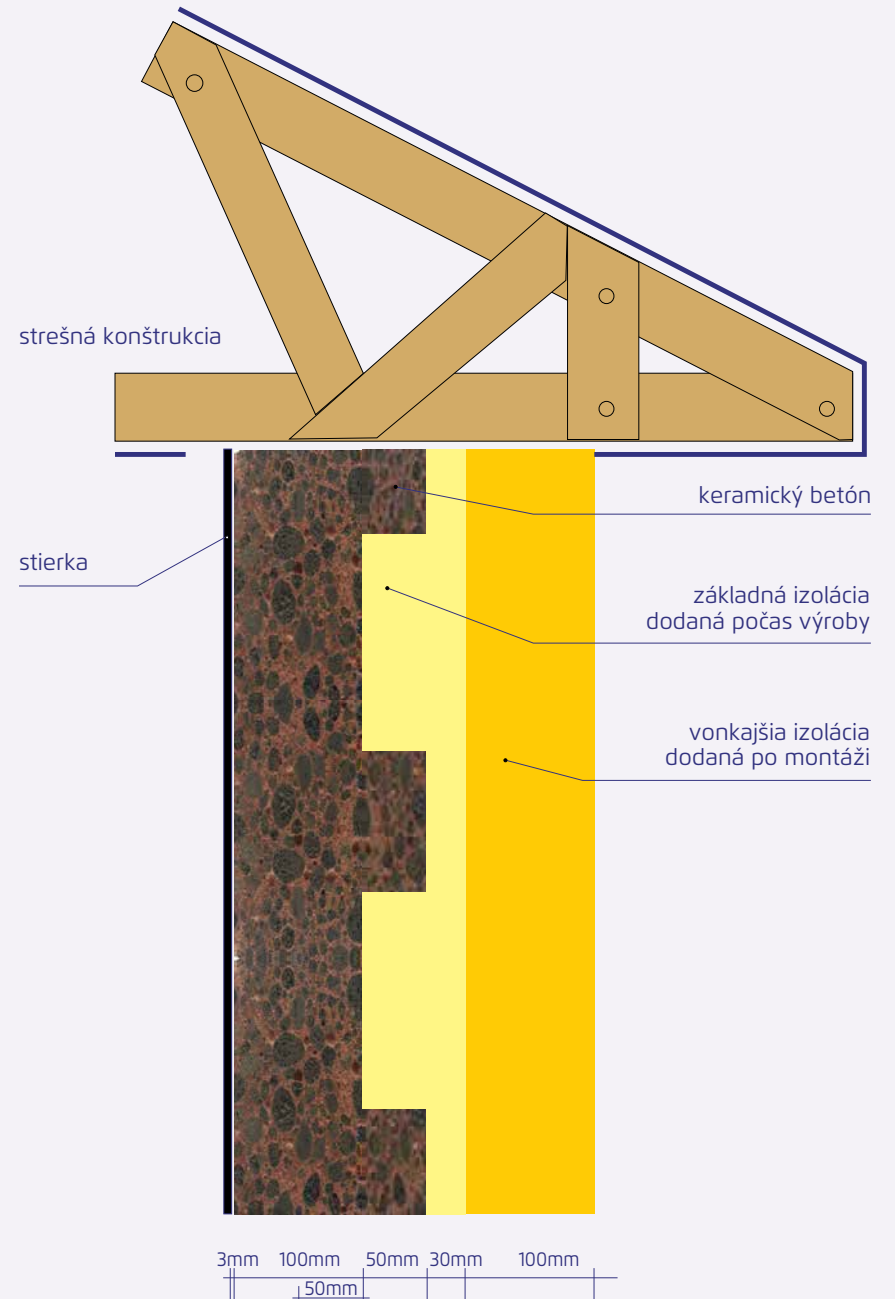 strešná konštrukcia
keramický betón
stierka
základná izolácia
dodaná počas výroby
vonkajšia izolácia
dodaná po montáži
3mm 100mm 50mm 30mm 100mm
50mm